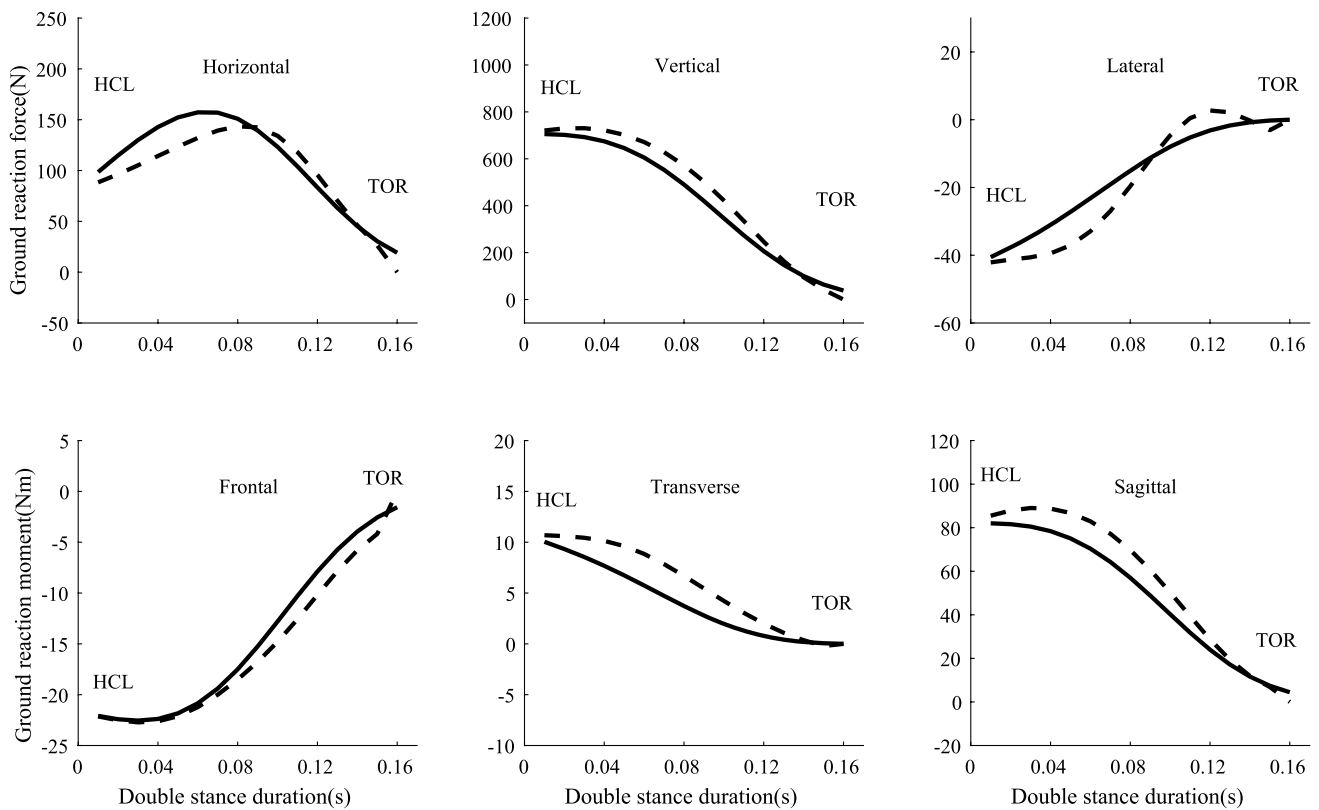 250
200
150
100
50
0
-50
Ground reaction force(N)
Horizontal
HCL
TOR
0 0.04 0.08 0.12 0.16
1200
1000
800
600
400
200
0
Vertical
HCL
TOR
0 0.04 0.08 0.12 0.16
20
0
-20
-40
-60
Lateral
TOR
HCL
0 0.04 0.08 0.12 0.16
5
0
-5
-10
-15
-20
-25
Ground reaction moment(Nm)
Frontal
TOR
HCL
0 0.04 0.08 0.12 0.16
Double stance duration(s)
20
15
10
5
0
-5
-10
Transverse
HCL
TOR
0 0.04 0.08 0.12 0.16
Double stance duration(s)
120
100
80
60
40
20
0
-20
HCL
Sagittal
TOR
0 0.04 0.08 0.12 0.16
Double stance duration(s)